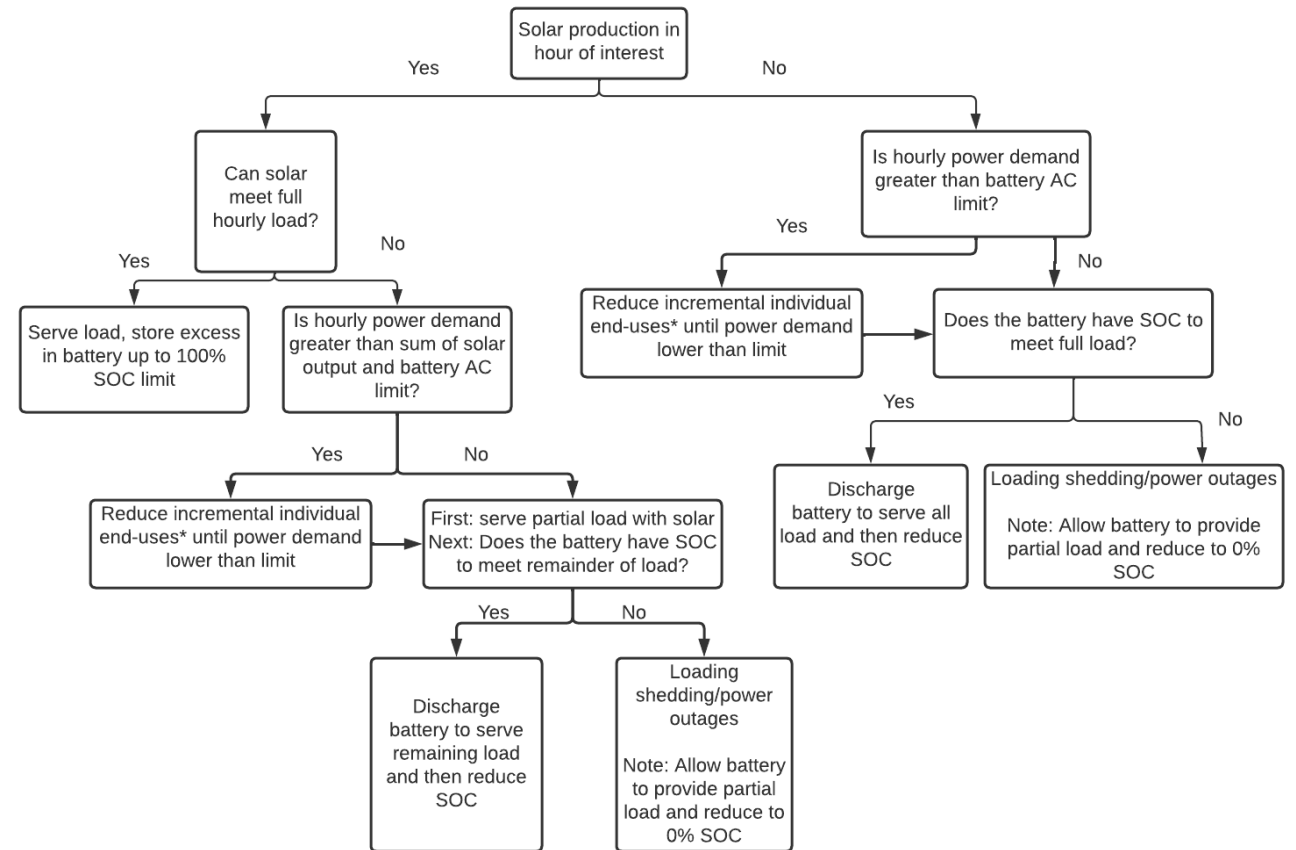 Solar production in
hour of interest
Yes
No
Can solar
meet full
hourly load?
Is hourly power demand
greater than battery AC
limit?
Yes
No
Yes
No
Serve load, store excess
in battery up to 100%
SOC limit
Is hourly power demand
greater than sum of solar
output and battery AC
limit?
Reduce incremental individual
end-uses* until power demand
lower than limit
Does the battery have SOC to
meet full load?
Yes
No
Yes
No
Reduce incremental individual
end-uses* until power demand
lower than limit
First: serve partial load with solar
Next: Does the battery have SOC
to meet remainder of load?
Discharge
battery to serve all
load and then reduce
SOC
Loading shedding/power outages
Note: Allow battery to provide
partial load and reduce to 0%
SOC
Yes
No
Discharge
battery to serve
remaining load
and then reduce
SOC
Loading
shedding/power
outages
Note: Allow battery
to provide partial
load and reduce to
0% SOC